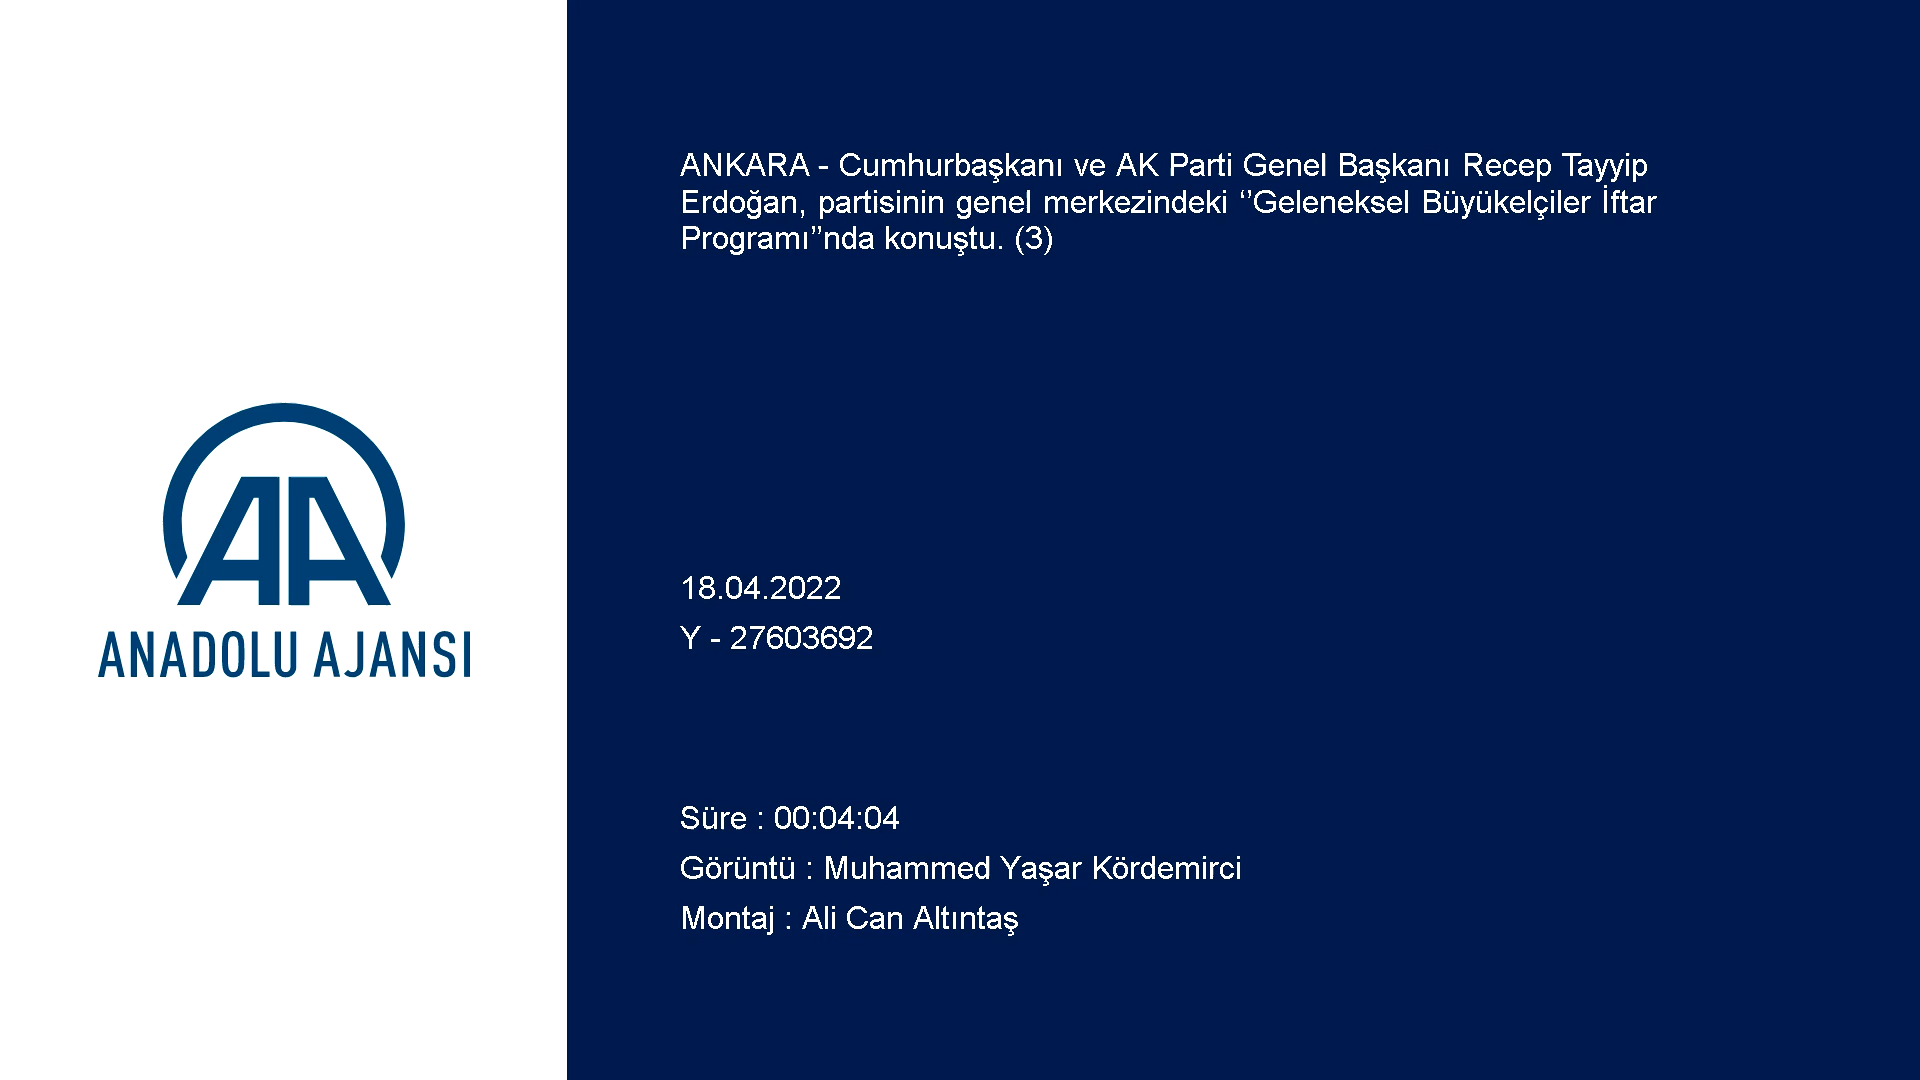 ANKARA - Cumhurbaşkanı ve AK Parti Genel Başkanı Recep Tayyip
Erdoğan, partisinin genel merkezindeki ‘’Geleneksel Büyükelçiler İftar
Programı’’nda konuştu. (3)
AA
ANADOLU AJANSI
18.04.2022
Y - 27603692
Süre : 00:04:04
Görüntü : Muhammed Yaşar Kördemirci
Montaj : Ali Can Altıntaş